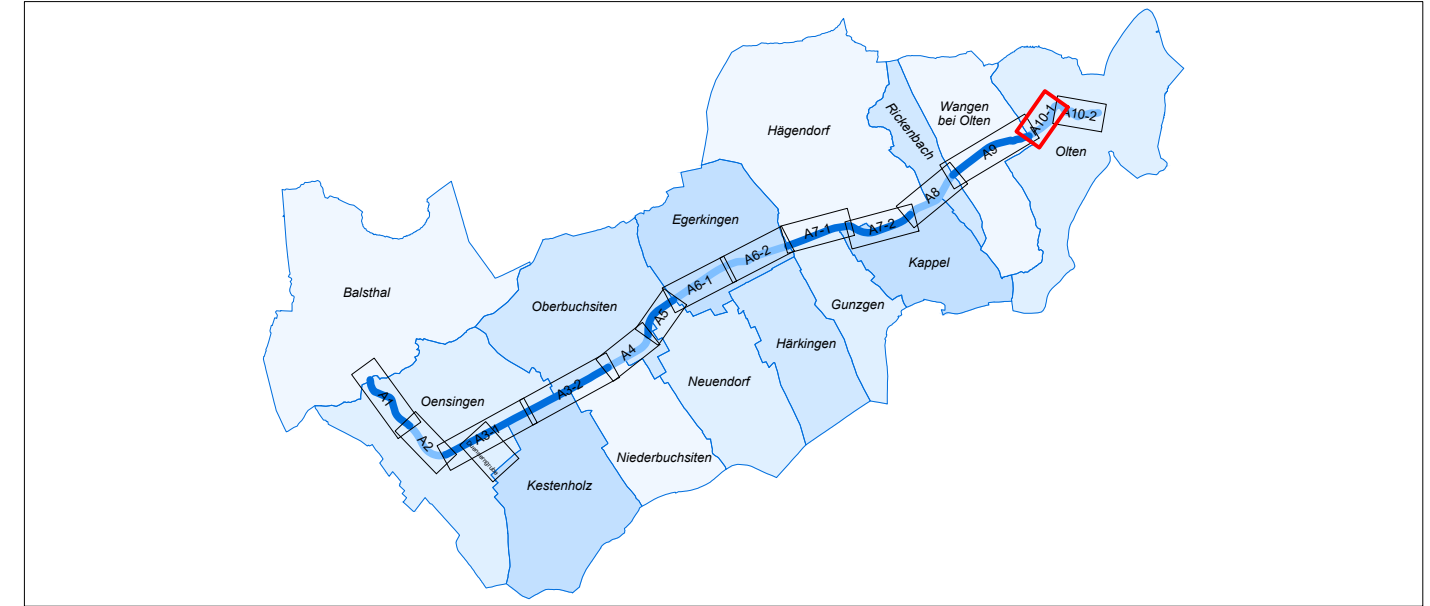 Hägendorf
Rickenbach
Wangen
bei Olten
A10-1
A10-2
Olten
A9
A8
Egerkingen
A7-1
A7-2
Kappel
A6-2
A6-1
Gunzgen
Balsthal
Oberbuchsiten
A5
Härkingen
A4
Neuendorf
A3-2
A1
Oensingen
A2
A3-1
Niederbuchsiten
Kestenholz